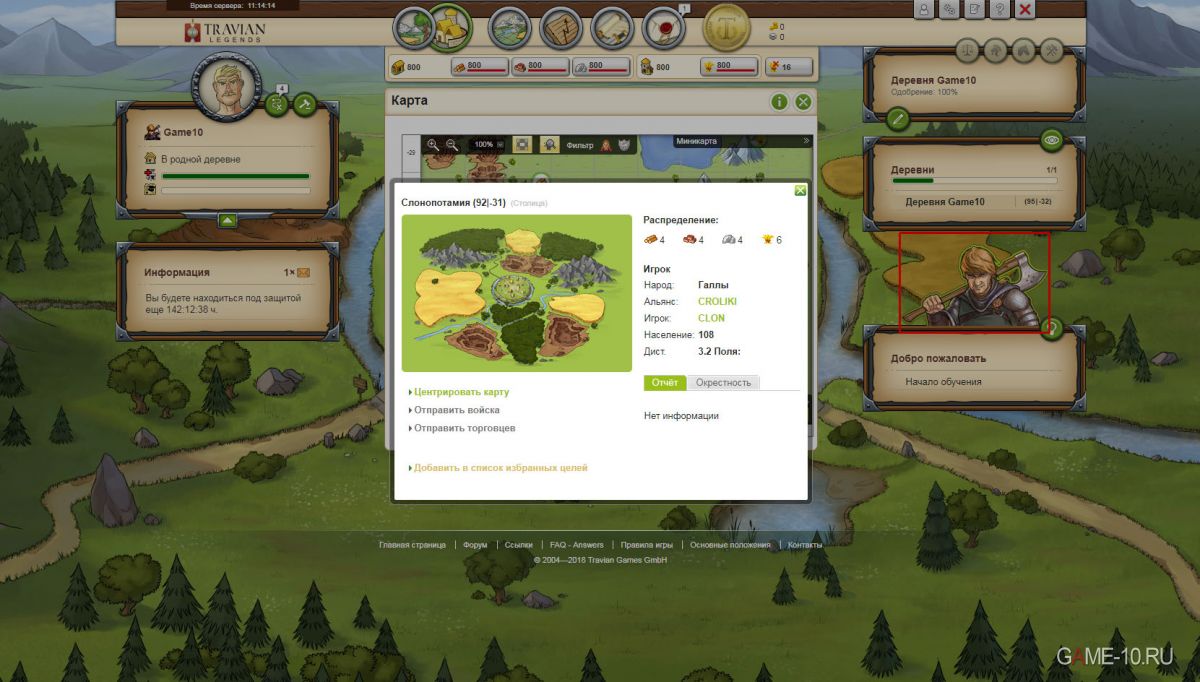 Время сервера: 11:14:14
TRAVIAN
LEGENDS
1
0
0
800
800
800
800
800
800
16
4
Game10
В родной деревне
Информация 1×
Вы будете находиться под защитой
еще 142:12:38 ч.
Карта
-29
100%
Фильтр
Миникарта
»
Слонопотамия (92|-31) (Столица)
Распределение:
4 4 4 6
Игрок
Народ: Галлы
Альянс: CROLIKI
Игрок: CLON
Население: 108
Дист. 3.2 Поля:
Отчёт Окрестность
Нет информации
Центрировать карту
Отправить войска
Отправить торговцев
Добавить в список избранных целей
Деревня Game10
Одобрение: 100%
Деревни 1/1
Деревня Game10 (95|-32)
Добро пожаловать
Начало обучения
Главная страница | Форум | Ссылки | FAQ - Answers | Правила игры | Основные положения | Контакты
© 2004—2018 Travian Games GmbH
GAME-10.RU